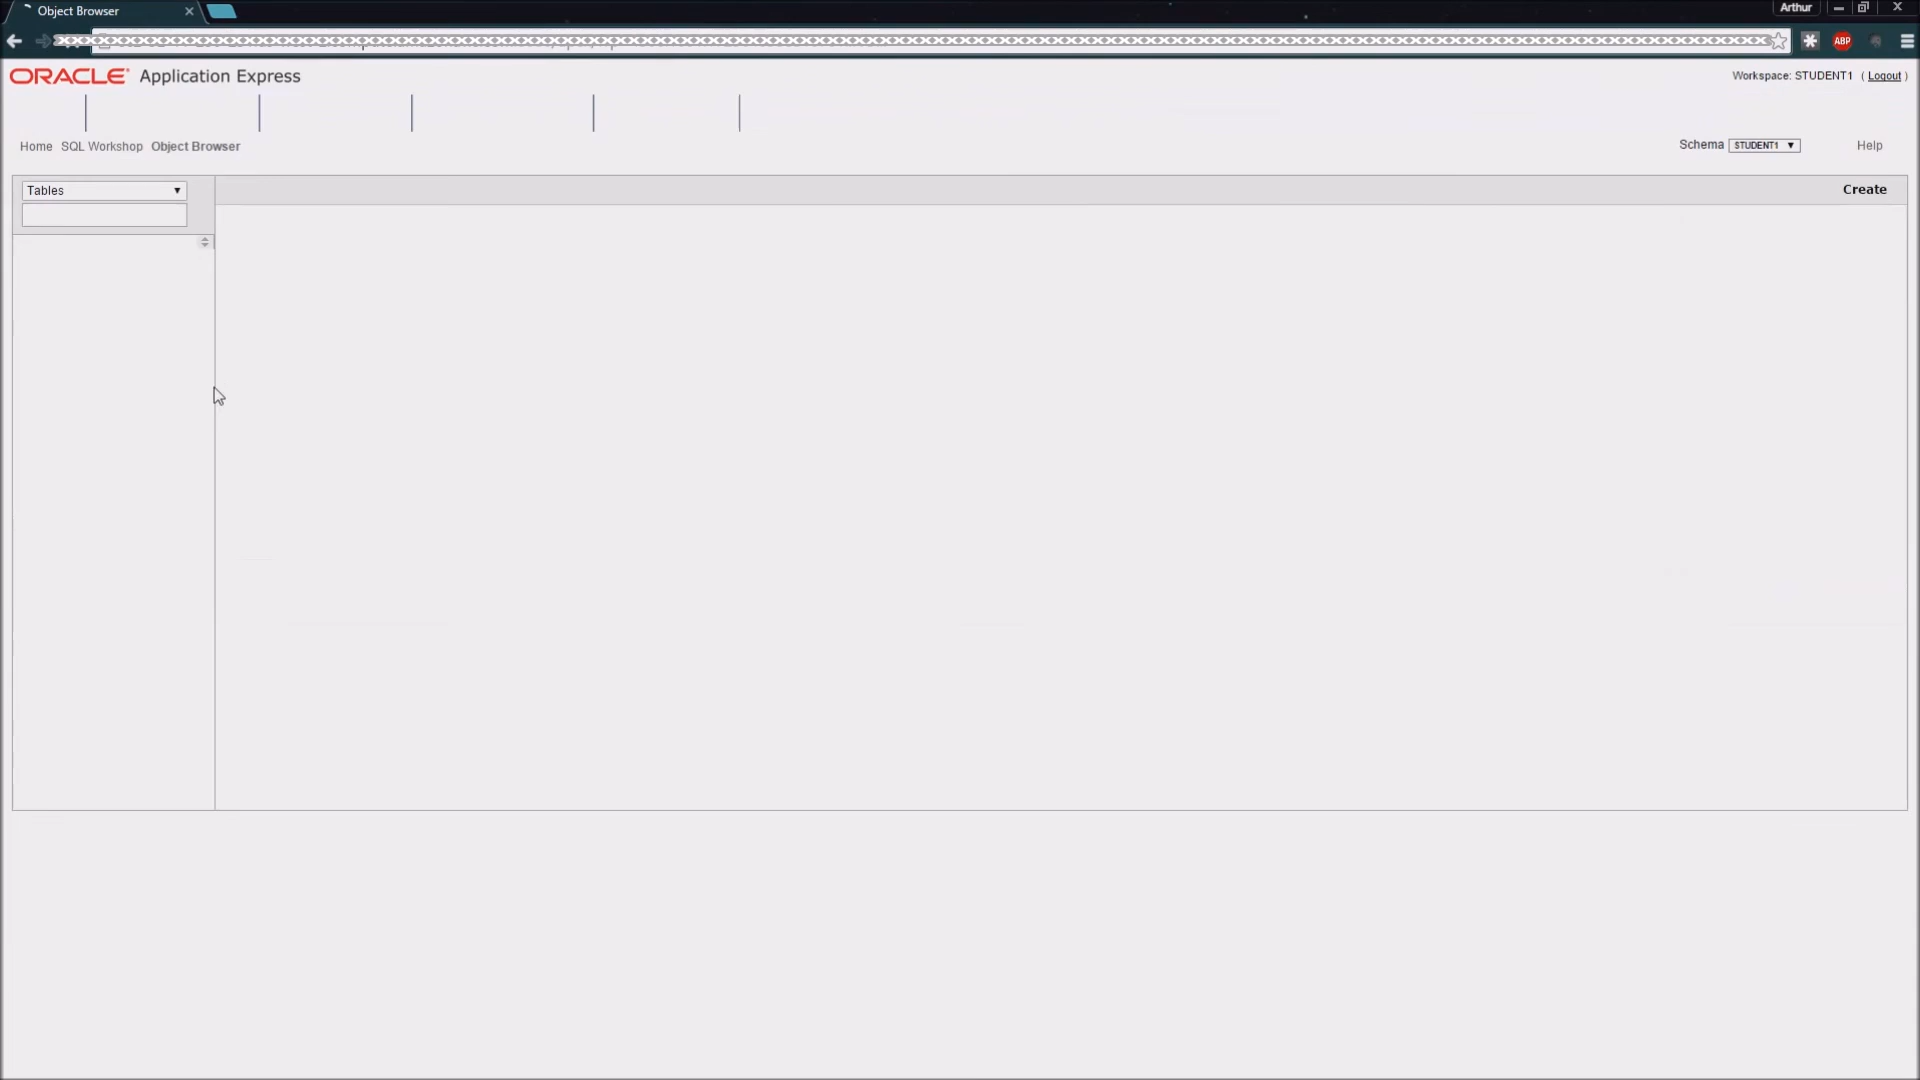 Object Browser
Arthur
ABP
ORACLE Application Express
Workspace: STUDENT1 ( Logout )
Home SQL Workshop Object Browser
Schema STUDENT1
Help
Tables
Create